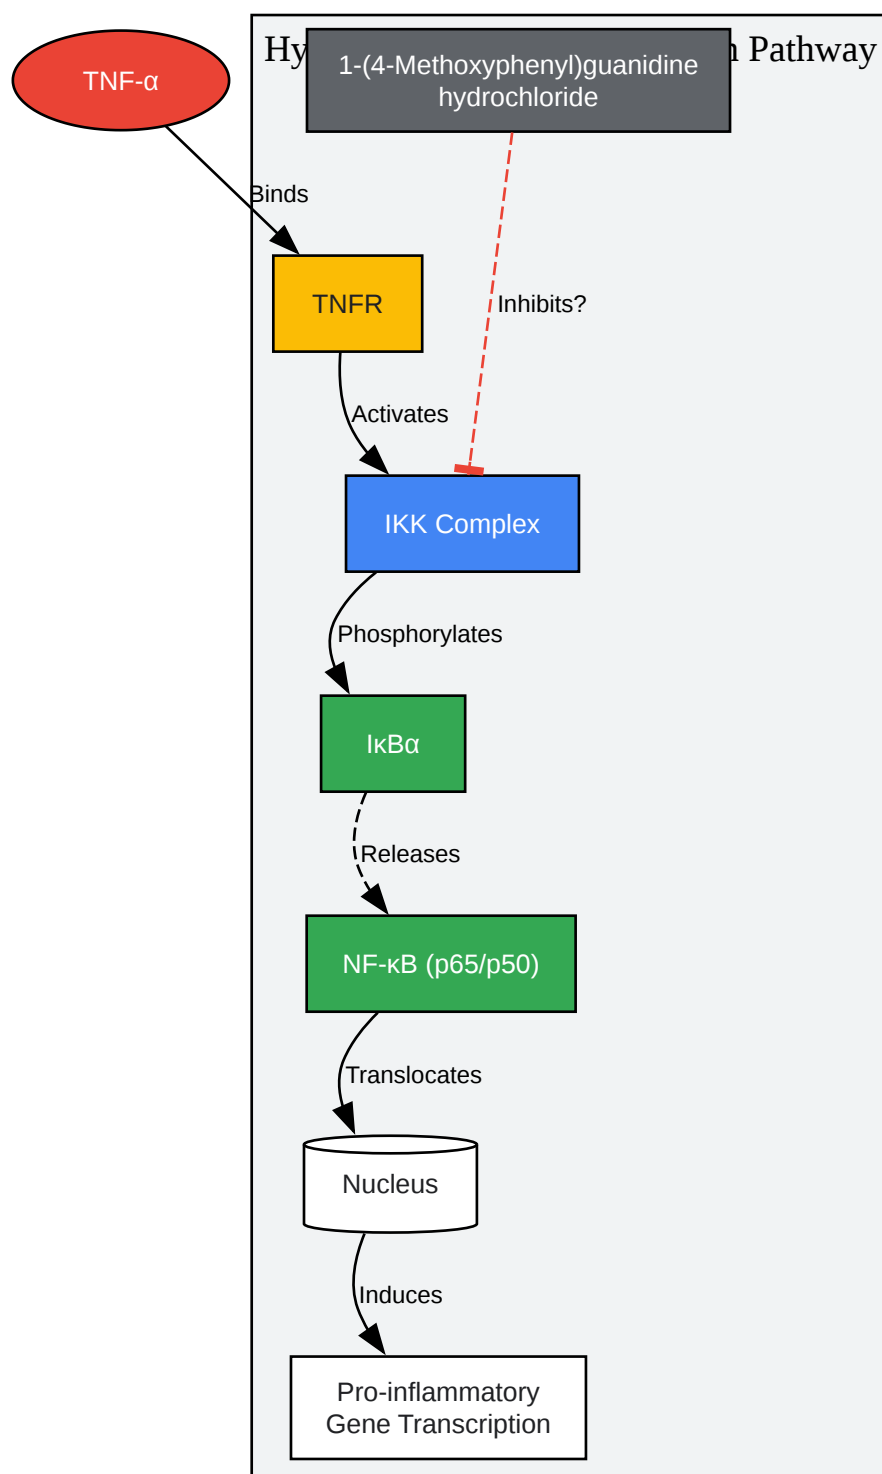 Hy
n Pathway
TNF-α
1-(4-Methoxyphenyl)guanidine
hydrochloride
Binds
TNFR
Inhibits?
Activates
IKK Complex
Phosphorylates
IκBα
Releases
NF-κB (p65/p50)
Translocates
Nucleus
Induces
Pro-inflammatory
Gene Transcription